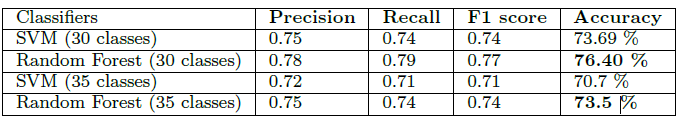 Classifiers Precision Recall F1 score Accuracy
SVM (30 classes) 0.75 0.74 0.74 73.69 %
Random Forest (30 classes) 0.78 0.79 0.77 76.40 %
SVM (35 classes) 0.72 0.71 0.71 70.7 %
Random Forest (35 classes) 0.75 0.74 0.74 73.5 %